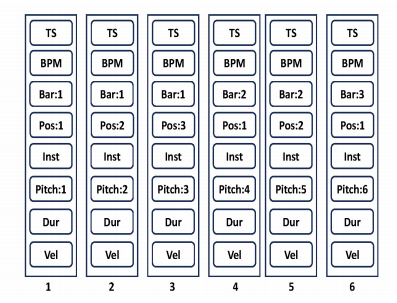 TS TS TS TS TS TS
BPM BPM BPM BPM BPM BPM
Bar:1 Bar:1 Bar:1 Bar:2 Bar:2 Bar:3
Pos:1 Pos:2 Pos:3 Pos:1 Pos:2 Pos:1
Inst Inst Inst Inst Inst Inst
Pitch:1 Pitch:2 Pitch:3 Pitch:4 Pitch:5 Pitch:6
Dur Dur Dur Dur Dur Dur
Vel Vel Vel Vel Vel Vel
1 2 3 4 5 6